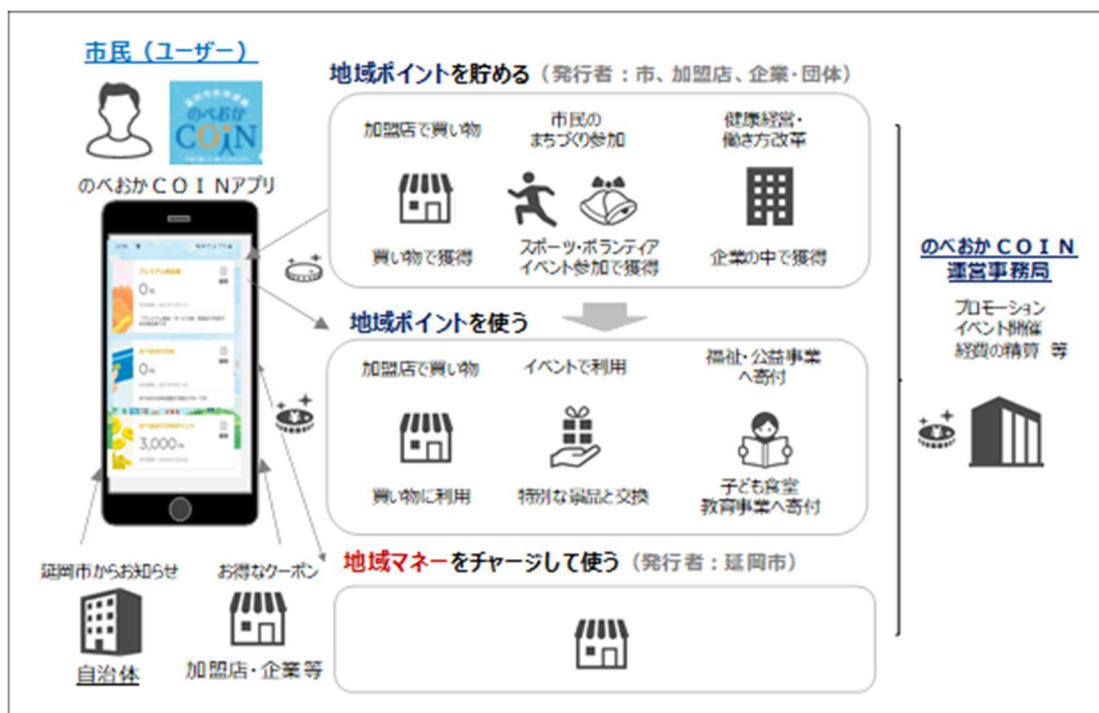 市民（ユーザー）
のべおか
COIN
のべおかＣＯＩＮアプリ
プレミアム商品券
0円
0円
3,000円
延岡市からお知らせ
自治体
お得なクーポン
加盟店・企業等
地域ポイントを貯める（発行者：市、加盟店、企業・団体）
加盟店で買い物
買い物で獲得
市民の
まちづくり参加
スポーツ・ボランティア
イベント参加で獲得
健康経営・
働き方改革
企業の中で獲得
地域ポイントを使う
加盟店で買い物
買い物に利用
イベントで利用
特別な景品と交換
福祉・公益事業
へ寄付
子ども食堂
教育事業へ寄付
地域マネーをチャージして使う（発行者：延岡市）
のべおかＣＯＩＮ
運営事務局
プロモーション
イベント開催
経費の精算 等